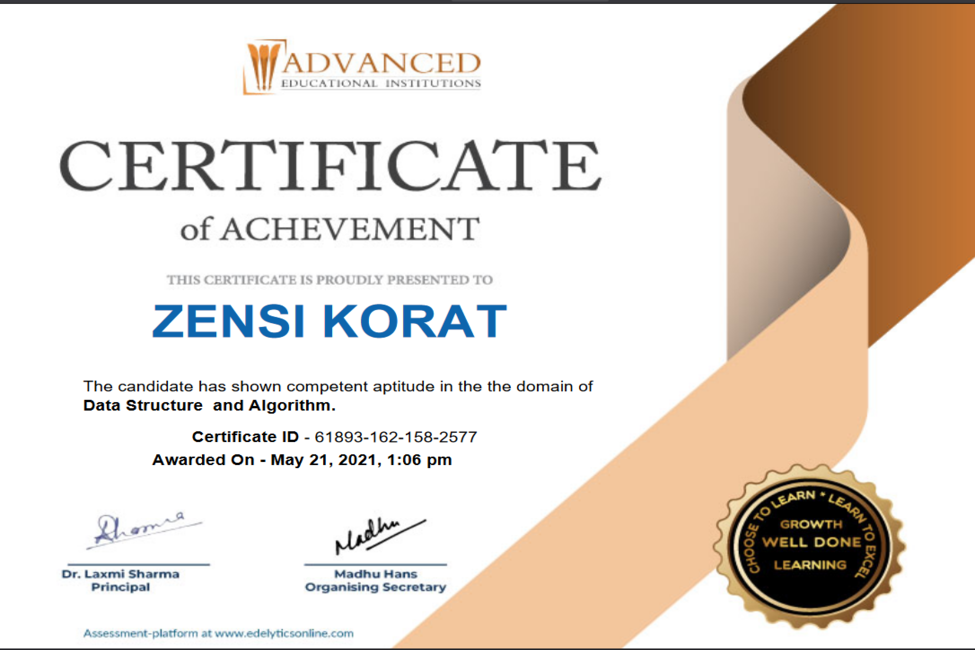 ADVANCED
EDUCATIONAL INSTITUTIONS
CERTIFICATE
of ACHEVEMENT
THIS CERTIFICATE IS PROUDLY PRESENTED TO
ZENSI KORAT
The candidate has shown competent aptitude in the the domain of
Data Structure and Algorithm.
Certificate ID - 61893-162-158-2577
Awarded On - May 21, 2021, 1:06 pm
Sharma
Madhu
Dr. Laxmi Sharma
Principal
Madhu Hans
Organising Secretary
Assessment-platform at www.edelyticsonline.com
CHOOSE TO LEARN * LEARN TO EXCEL
GROWTH
WELL DONE
LEARNING